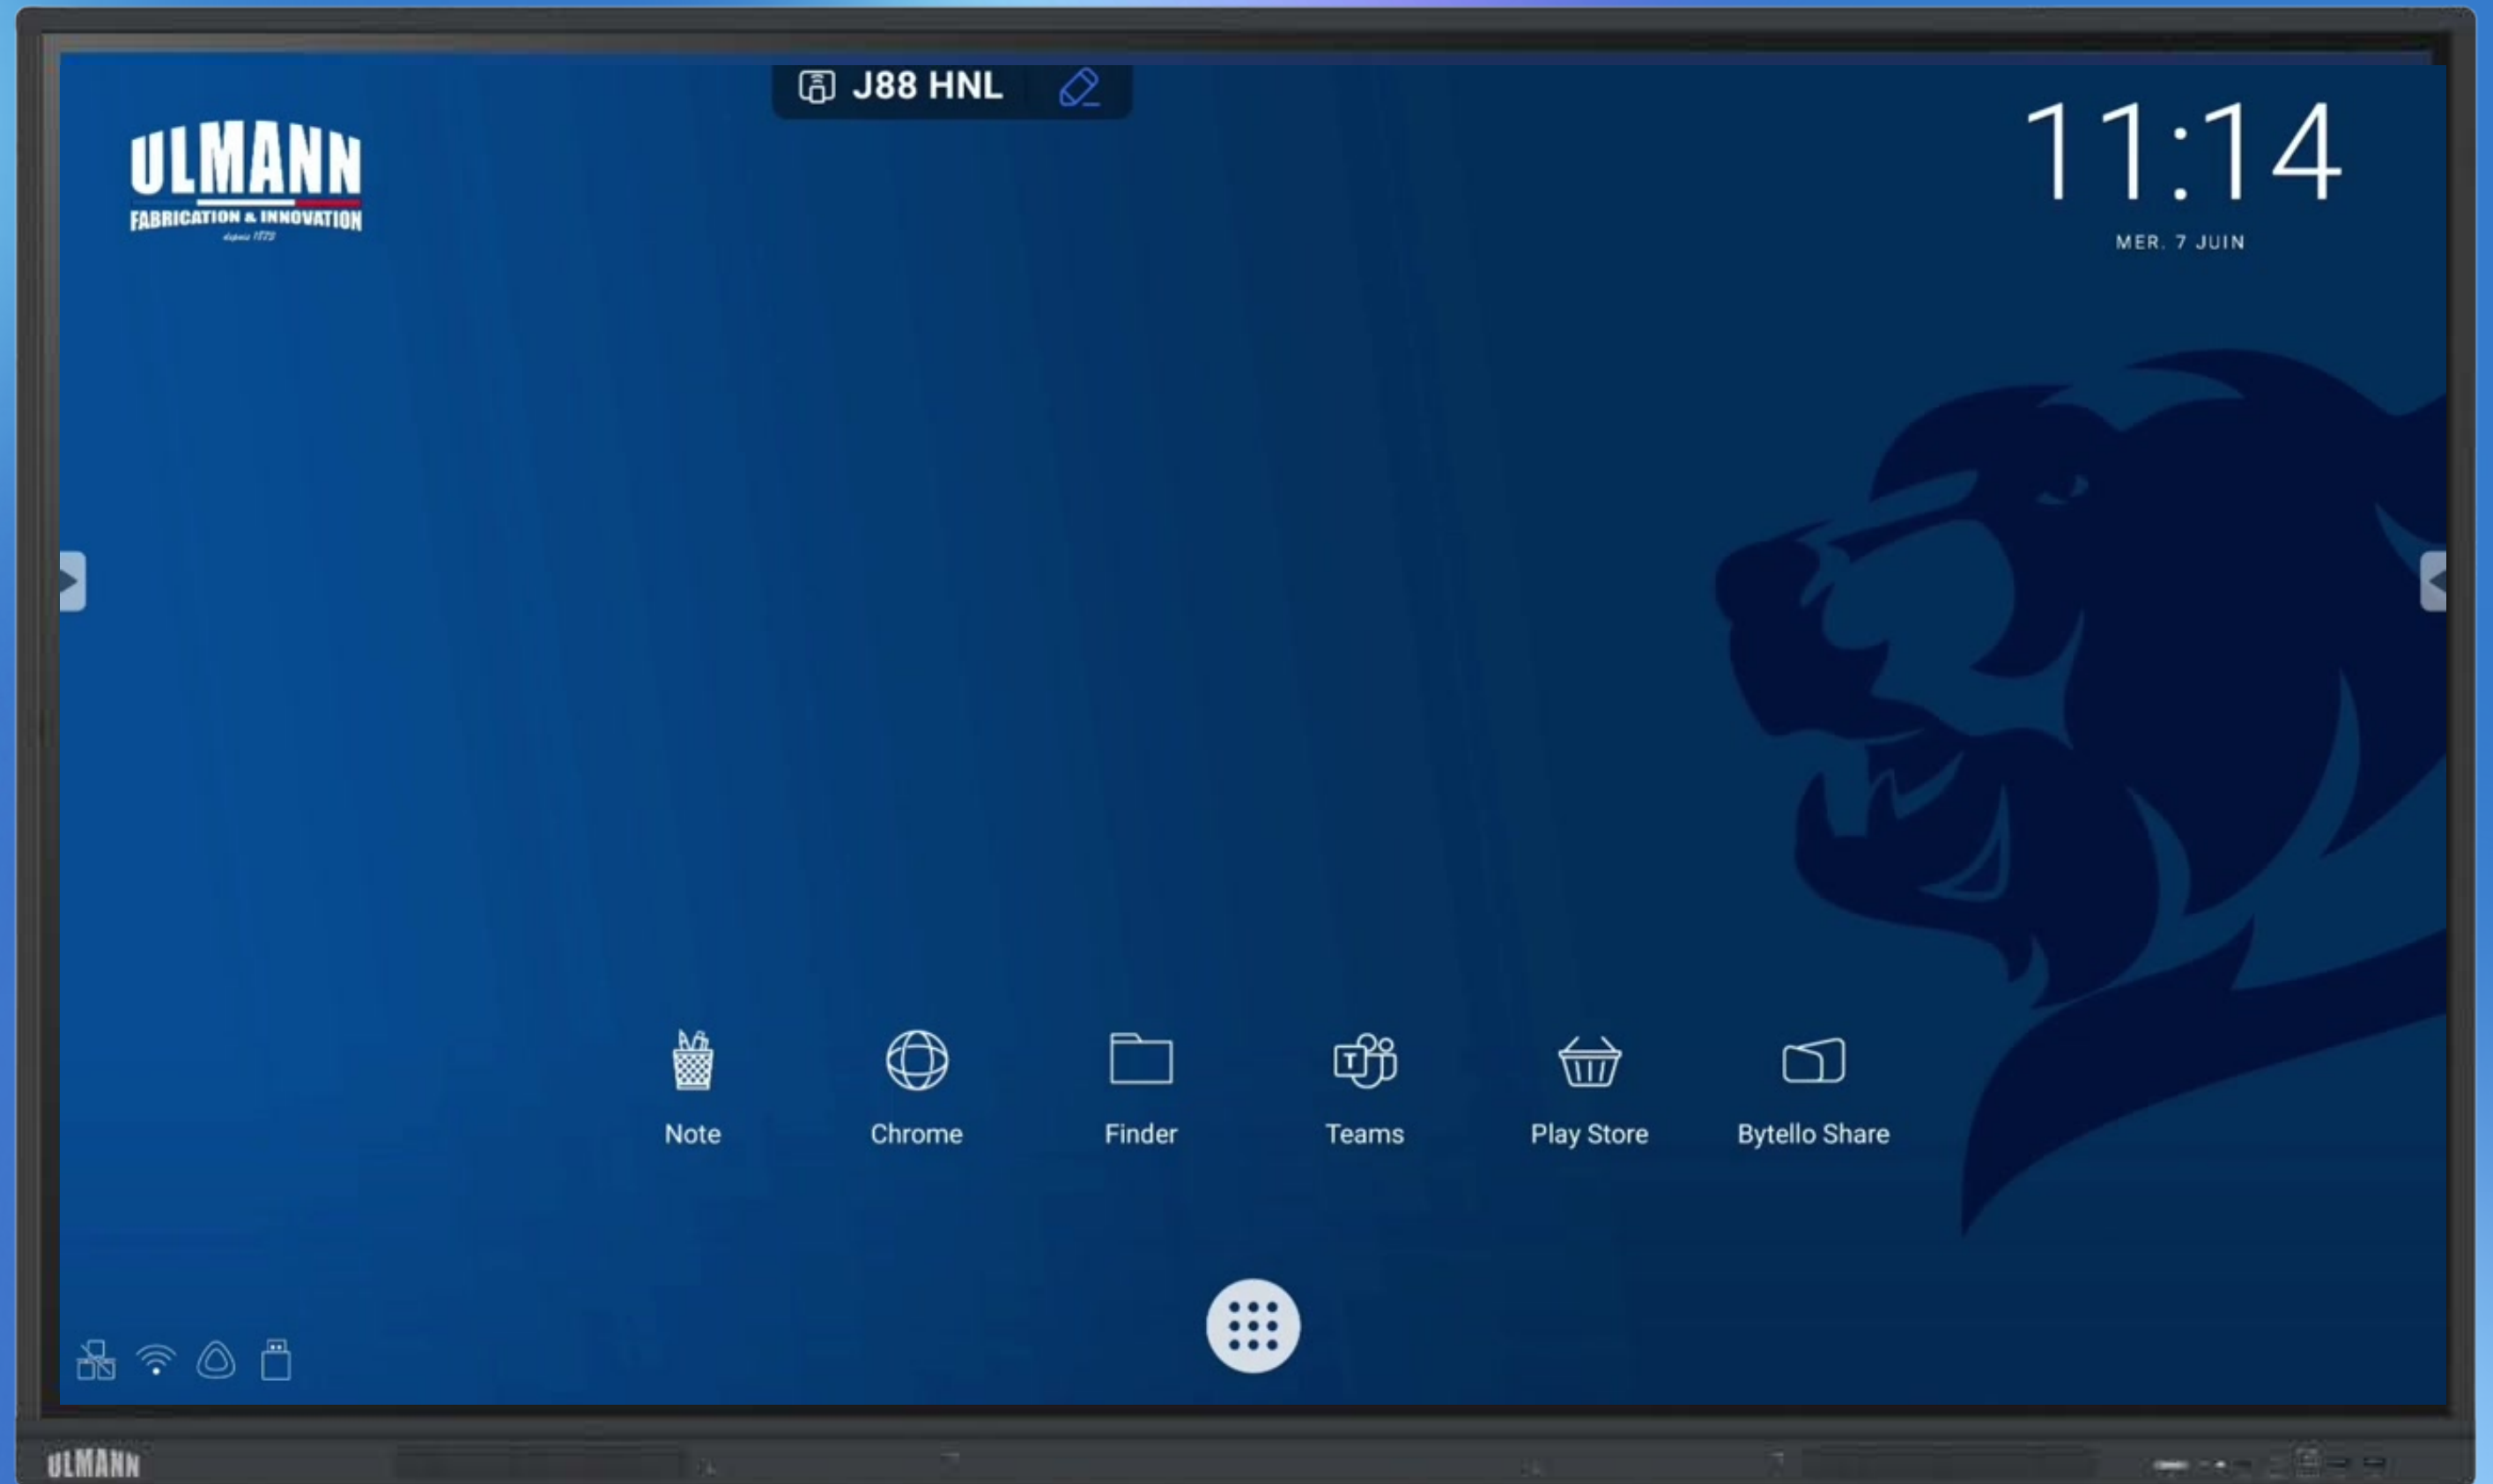 J88 HNL
ULMANN
FABRICATION & INNOVATION
11:14
MER. 7 JUIN
Note
Chrome
T
Finder
Teams
Play Store
Bytello Share
ULMANN